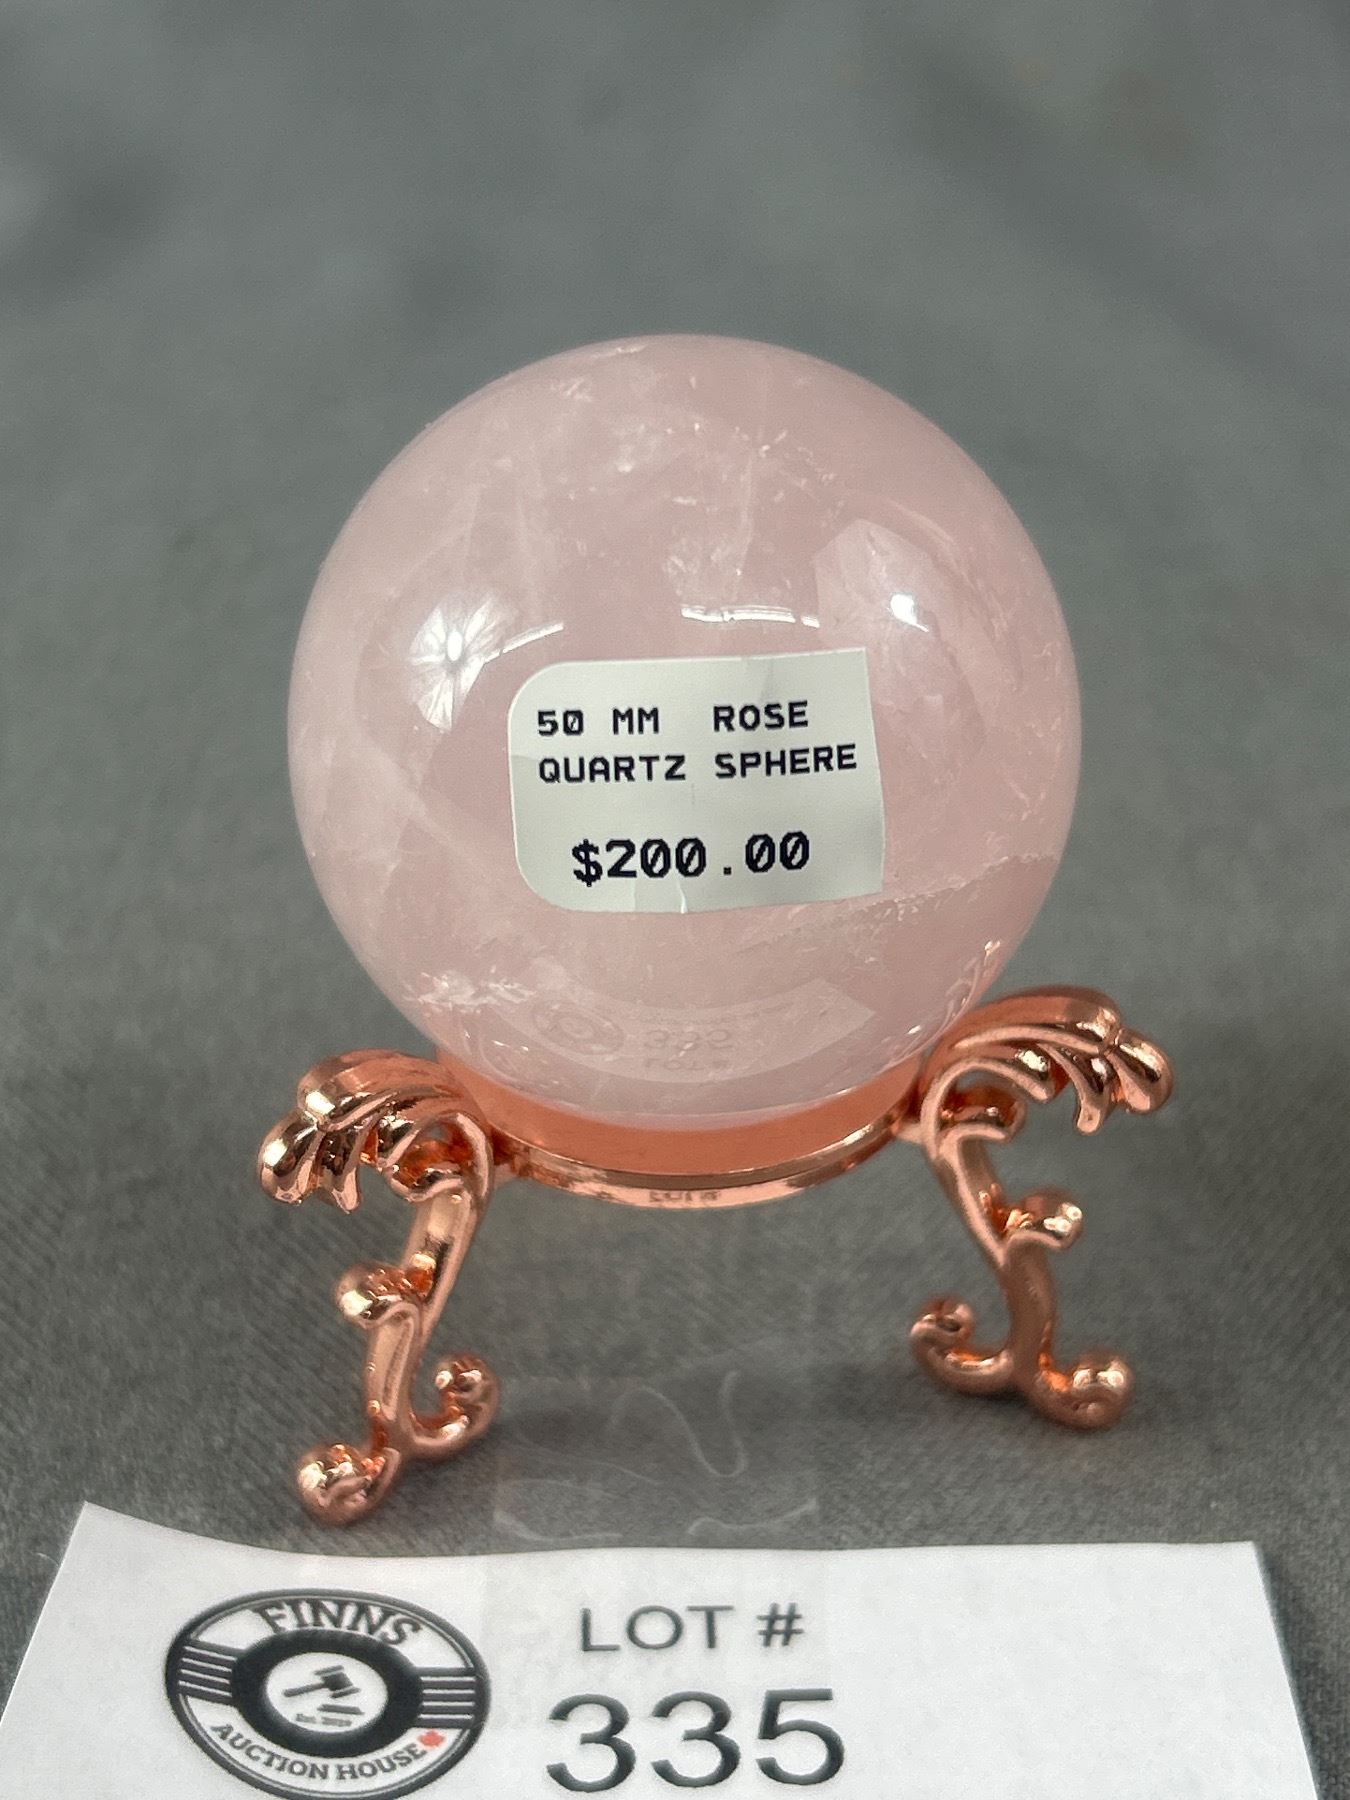 50 MM ROSE
QUARTZ SPHERE
$200.00
FINNS
AUCTION HOUSE
LOT #
335